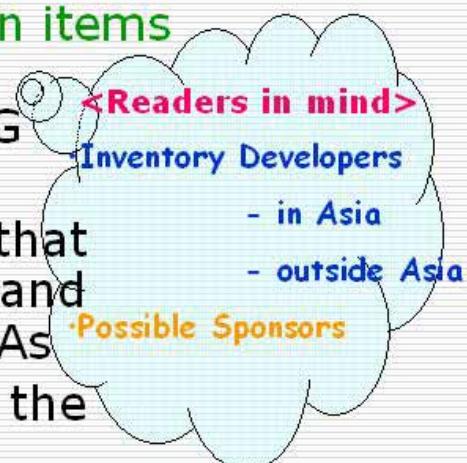 n items
<Readers in mind>
G
·Inventory Developers
- in Asia
that
- outside Asia
and
·Possible Sponsors
As
the